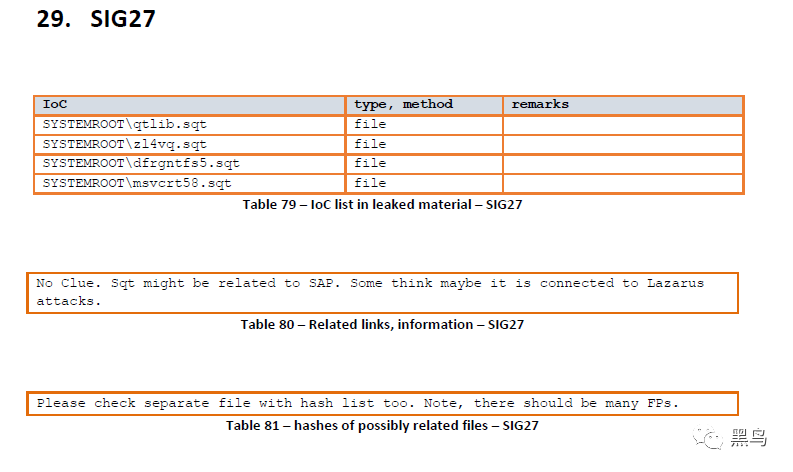 29. SIG27
IoC type, method remarks
SYSTEMROOT\qtlib.sqt file
SYSTEMROOT\zl4vq.sqt file
SYSTEMROOT\dfrgntfs5.sqt file
SYSTEMROOT\msvcrt58.sqt file
Table 79 – IoC list in leaked material – SIG27
No Clue. Sqt might be related to SAP. Some think maybe it is connected to Lazarus
attacks.
Table 80 – Related links, information – SIG27
Please check separate file with hash list too. Note, there should be many FPs.
Table 81 – hashes of possibly related files – SIG27
黑鸟